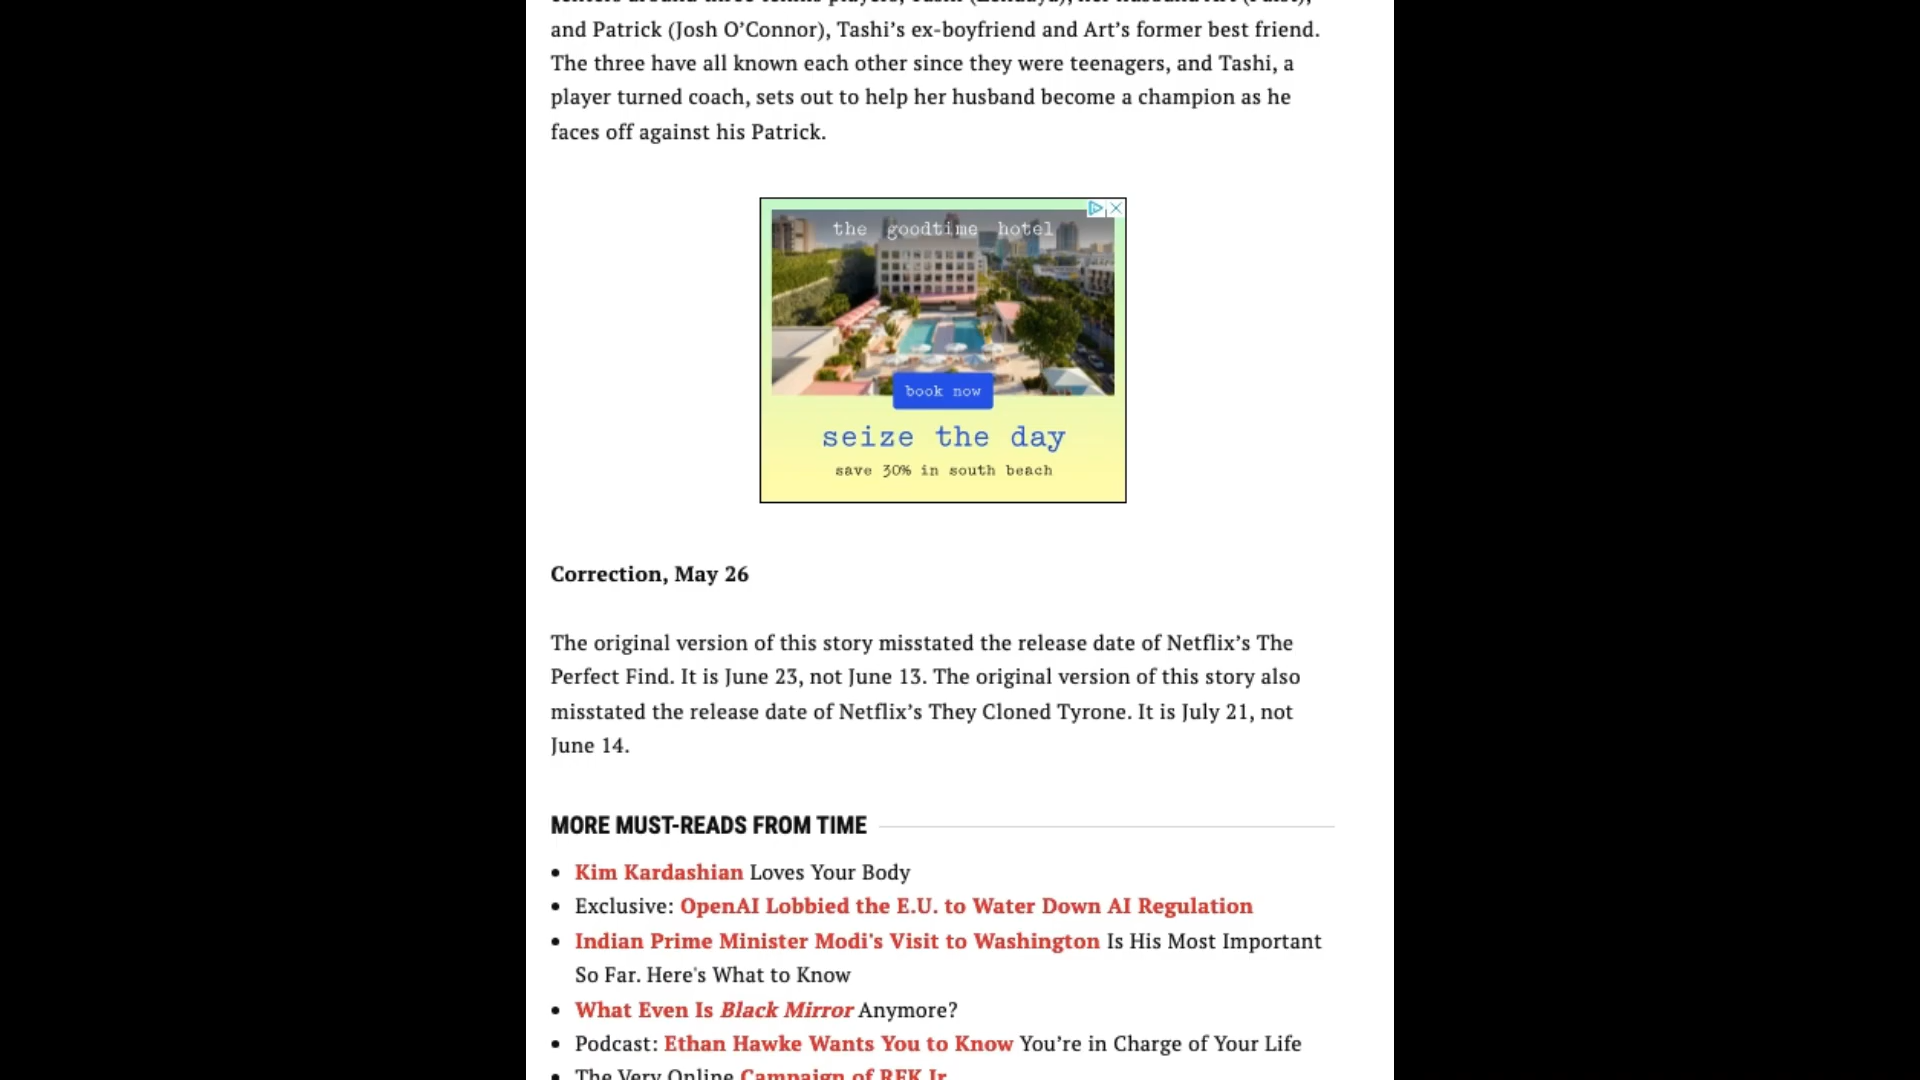 and Patrick (Josh O’Connor), Tashi’s ex-boyfriend and Art’s former best friend.
The three have all known each other since they were teenagers, and Tashi, a
player turned coach, sets out to help her husband become a champion as he
faces off against his Patrick.
the goodtime hotel
book now
seize the day
save 30% in south beach
Correction, May 26
The original version of this story misstated the release date of Netflix’s The
Perfect Find. It is June 23, not June 13. The original version of this story also
misstated the release date of Netflix’s They Cloned Tyrone. It is July 21, not
June 14.
MORE MUST-READS FROM TIME
• Kim Kardashian Loves Your Body
• Exclusive: OpenAI Lobbied the E.U. to Water Down AI Regulation
• Indian Prime Minister Modi's Visit to Washington Is His Most Important
So Far. Here's What to Know
• What Even Is Black Mirror Anymore?
• Podcast: Ethan Hawke Wants You to Know You’re in Charge of Your Life
• The Very Online Campaign of RFK Jr